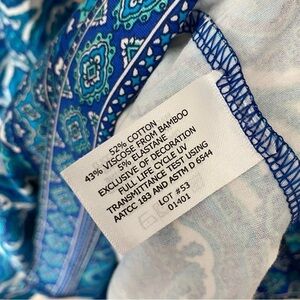 52% COTTON
43% VISCOSE FROM BAMBOO
5% ELASTANE
EXCLUSIVE OF DECORATION
FULL LIFE CYCLE UV
TRANSMITTANCE TEST USING
AATCC 183 AND ASTM D 6544
LOT #53
01401